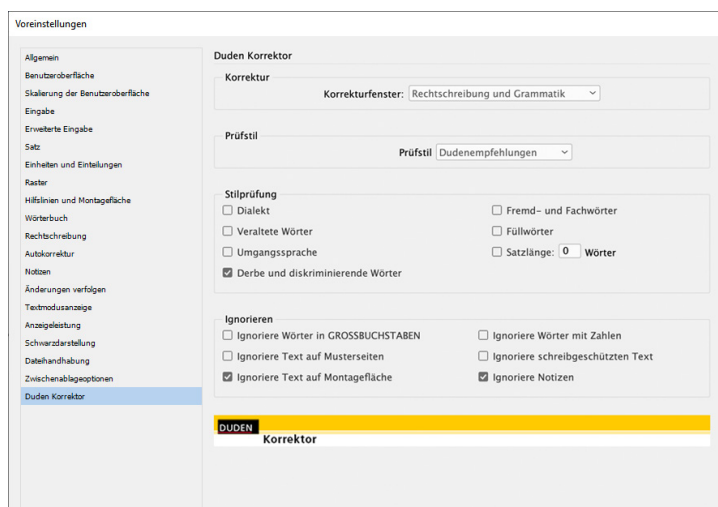 Voreinstellungen
Allgemein
Benutzeroberfläche
Skalierung der Benutzeroberfläche
Eingabe
Erweiterte Eingabe
Satz
Einheiten und Einteilungen
Raster
Hilfslinien und Montagefläche
Wörterbuch
Rechtschreibung
Autokorrektur
Notizen
Änderungen verfolgen
Textmodusanzeige
Anzeigeleistung
Schwarzdarstellung
Dateihandhabung
Zwischenablageoptionen
Duden Korrektor
Duden Korrektor
Korrektur
Korrekturfenster: Rechtschreibung und Grammatik
Prüfstil
Prüfstil Dudenempfehlungen
Stilprüfung
Dialekt Fremd- und Fachwörter
Veraltete Wörter Füllwörter
Umgangssprache Satzlänge: 0 Wörter
Derbe und diskriminierende Wörter
Ignorieren
Ignoriere Wörter in GROSSBUCHSTABEN Ignoriere Wörter mit Zahlen
Ignoriere Text auf Musterseiten Ignoriere schreibgeschützten Text
Ignoriere Text auf Montagefläche Ignoriere Notizen
DUDEN
Korrektor